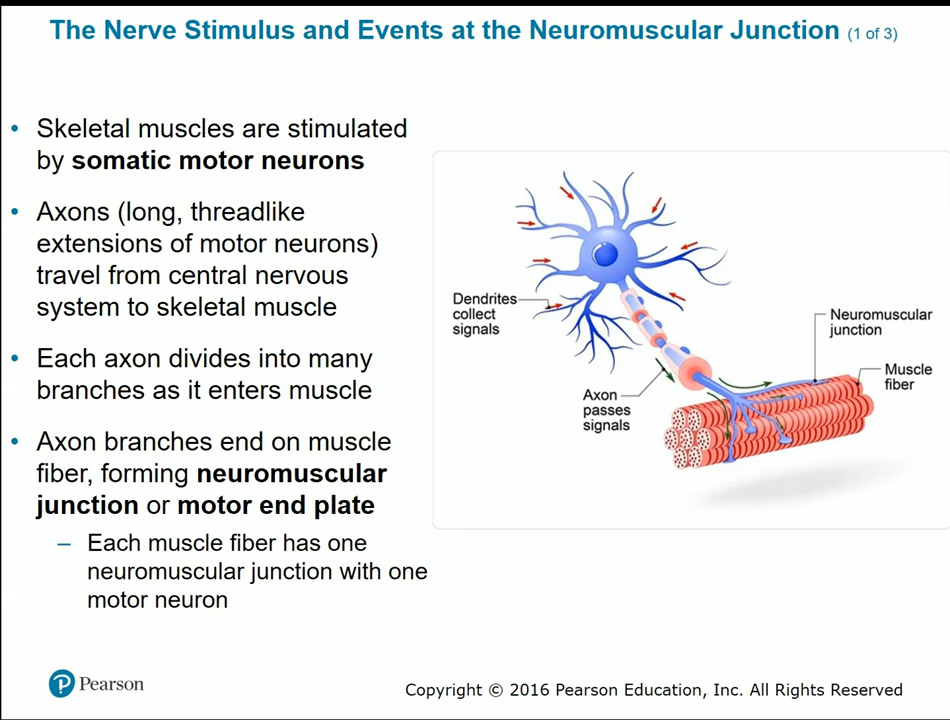 The Nerve Stimulus and Events at the Neuromuscular Junction (1 of 3)
• Skeletal muscles are stimulated
by somatic motor neurons
• Axons (long, threadlike
extensions of motor neurons)
travel from central nervous
system to skeletal muscle
• Each axon divides into many
branches as it enters muscle
• Axon branches end on muscle
fiber, forming neuromuscular
junction or motor end plate
– Each muscle fiber has one
neuromuscular junction with one
motor neuron
Dendrites
collect
signals
Axon
passes
signals
Neuromuscular
junction
Muscle
fiber
P Pearson
Copyright © 2016 Pearson Education, Inc. All Rights Reserved